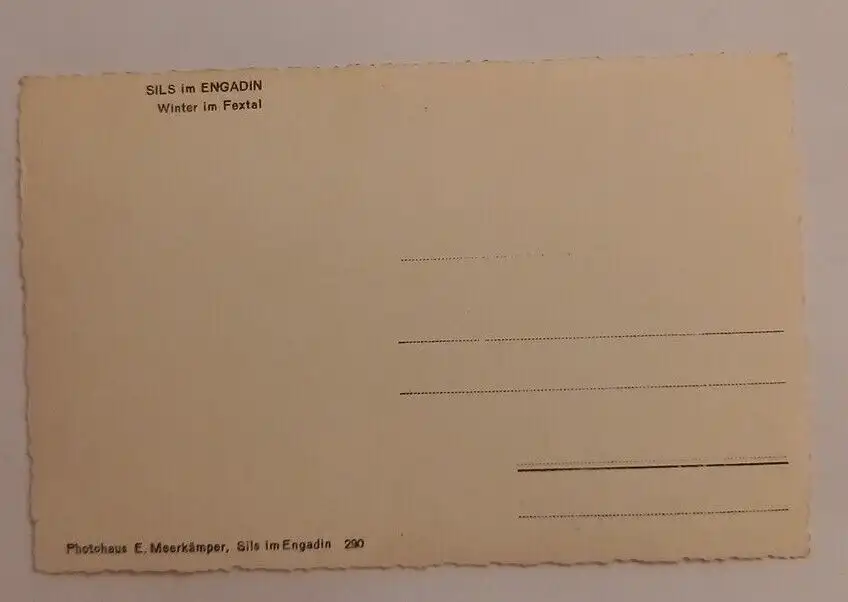 SILS im ENGADIN
Winter im Fextal
Photohaus E. Meerkämper, Sils im Engadin 290